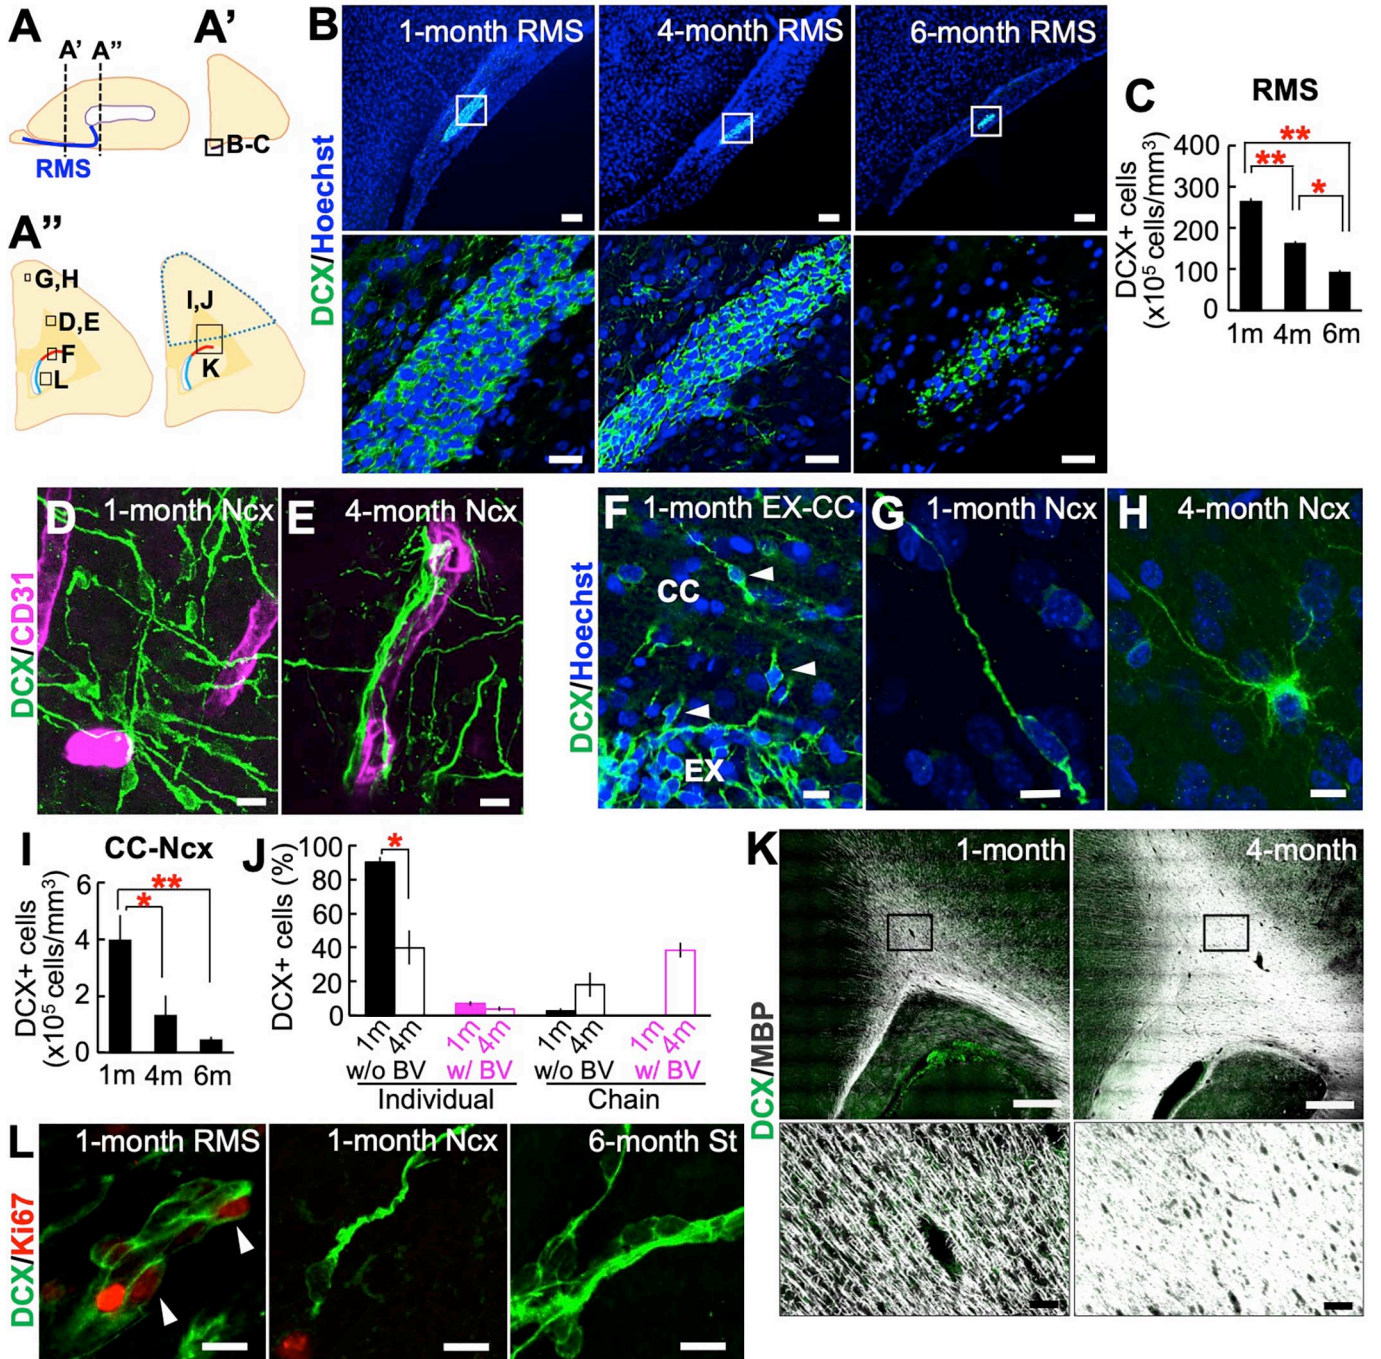 A
A'
A'
A"
RMS
B-C
A"
G,H
D,E
F
L
I,J
K
B
1-month RMS
4-month RMS
6-month RMS
DCX/Hoechst
C
RMS
DCX+ cells
(x10⁵ cells/mm³)
400
300
200
100
0
**
**
*
1m 4m 6m
D
1-month Ncx
E
4-month Ncx
DCX/CD31
F
1-month EX-CC
CC
EX
G
1-month Ncx
H
4-month Ncx
DCX/Hoechst
I
CC-Ncx
DCX+ cells
(x10⁵ cells/mm³)
6
4
2
0
**
*
1m 4m 6m
J
DCX+ cells (%)
100
80
60
40
20
0
*
1m 4m 1m 4m 1m 4m 1m 4m
w/o BV w/ BV w/o BV w/ BV
Individual Chain
K
1-month
4-month
DCX/MBP
L
1-month RMS
1-month Ncx
6-month St
DCX/Ki67